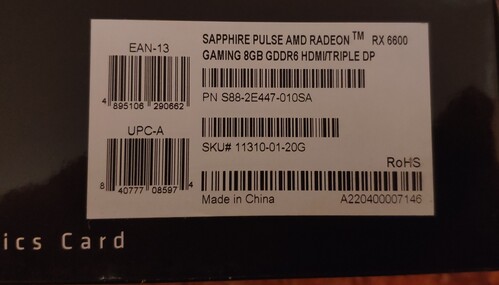 SAPPHIRE PULSE AMD RADEON™ RX 6600
GAMING 8GB GDDR6 HDMI/TRIPLE DP
EAN-13
4 895106 290662
PN S88-2E447-010SA
UPC-A
8 40777 08597 4
SKU# 11310-01-20G
RoHS
Made in China A220400007146
ics Card